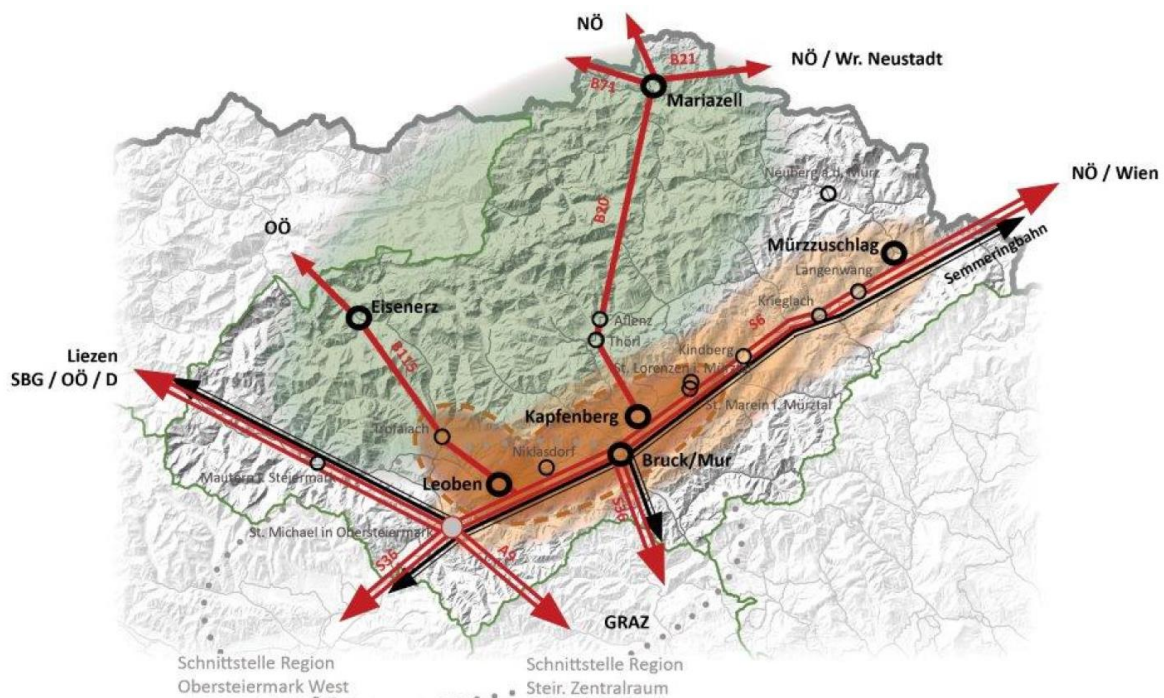 NÖ
B21
NÖ / Wr. Neustadt
B71
Mariazell
Neuberg a.d. Mürz
NÖ / Wien
B20
OÖ
Mürzzuschlag
Semmeringbahn
Langenwang
Krieglach
Eisenerz
Aflenz
S6
Thörl
Kindberg
Liezen
SBG / OÖ / D
B115
St. Lorenzen i. Mürztal
St. Marein i. Mürztal
Kapfenberg
Trofaiach
Niklasdorf
Bruck/Mur
Leoben
Mautern i. Steiermark
S36
St. Michael in Obersteiermark
S36
A9
GRAZ
Schnittstelle Region
Obersteiermark West
Schnittstelle Region
Steir. Zentralraum